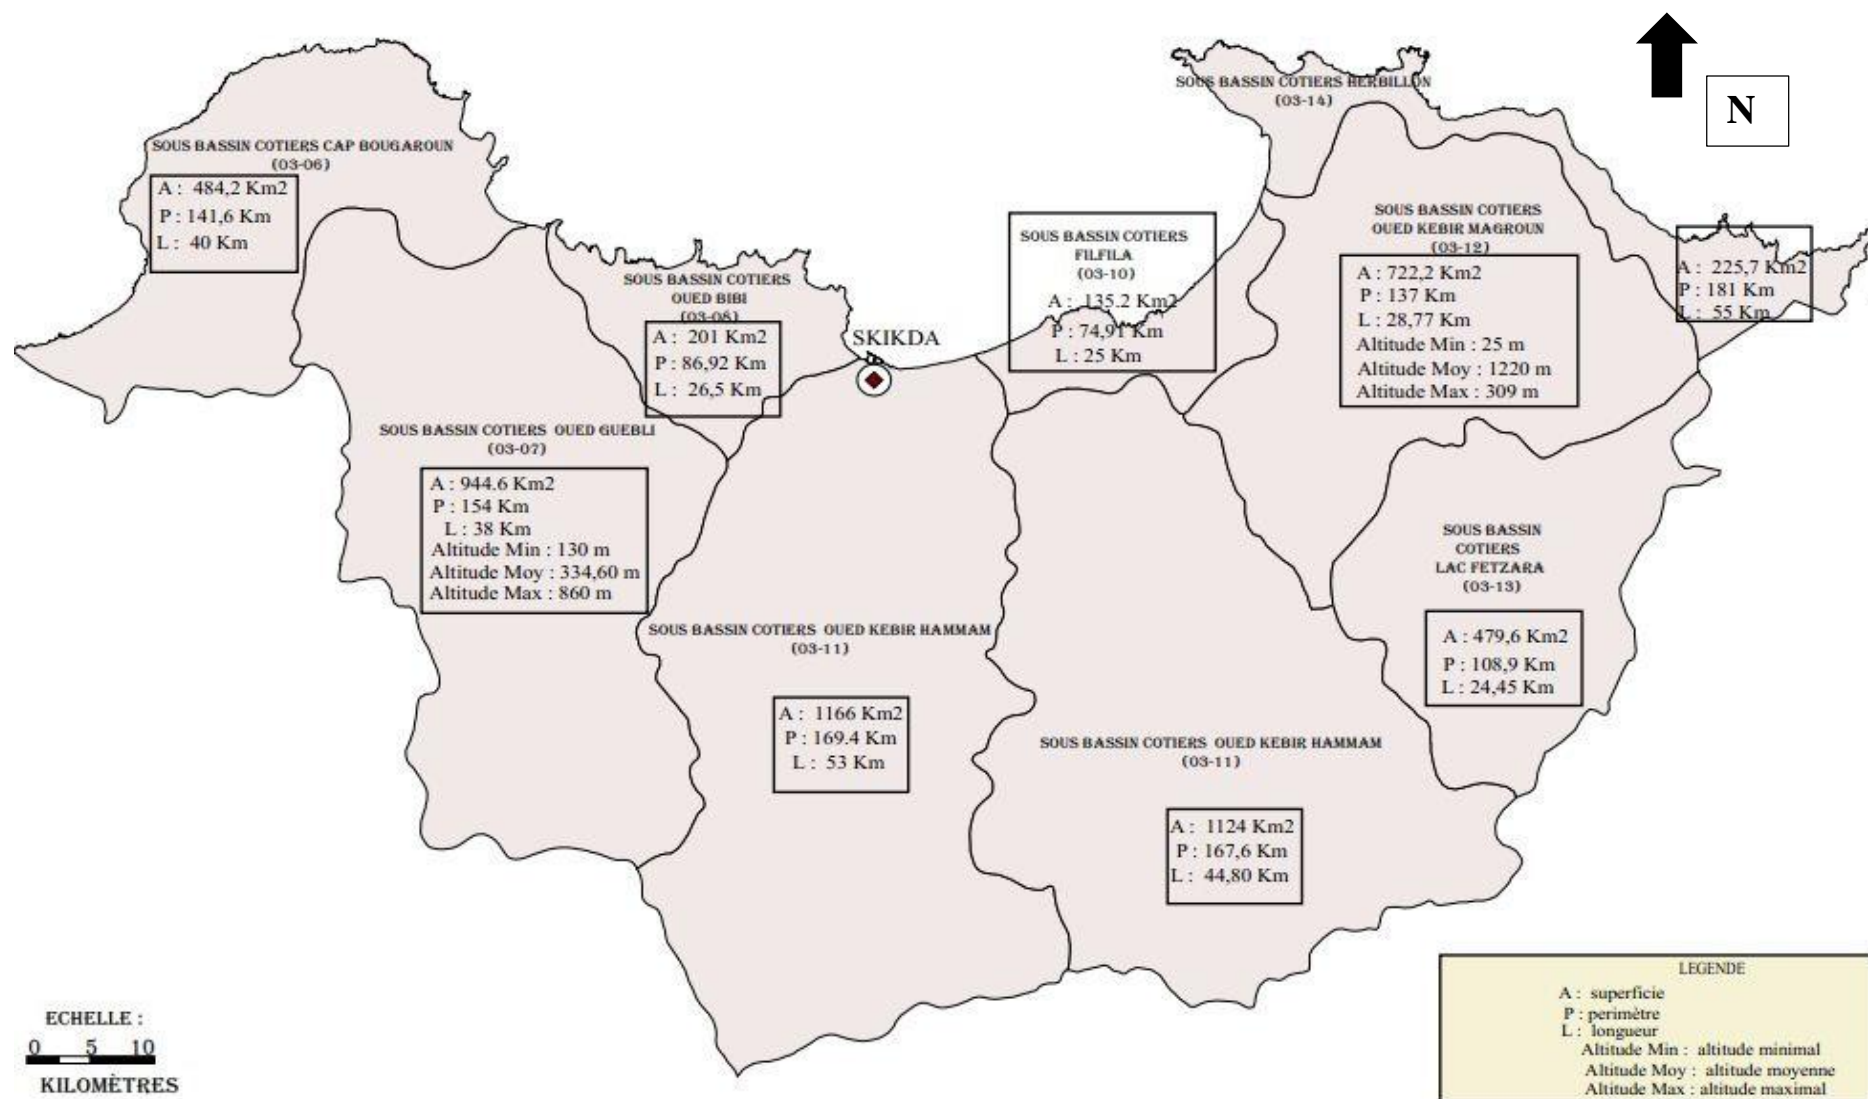 N
SOUS BASSIN COTIERS HERBILLON
(03-14)
SOUS BASSIN COTIERS CAP BOUGAROUN
(03-06)
A : 484,2 Km2
P : 141,6 Km
L : 40 Km
SOUS BASSIN COTIERS
OUED KEBIR MAGROUN
(03-12)
A : 722,2 Km2
P : 137 Km
L : 28,77 Km
Altitude Min : 25 m
Altitude Moy : 1220 m
Altitude Max : 309 m
A : 225,7 Km2
P : 181 Km
L : 55 Km
SOUS BASSIN COTIERS
FILFILA
(03-10)
A : 135.2 Km2
P : 74,91 Km
L : 25 Km
SOUS BASSIN COTIERS
OUED BIBI
(03-08)
A : 201 Km2
P : 86,92 Km
L : 26,5 Km
SKIKDA
SOUS BASSIN COTIERS OUED GUEBLI
(03-07)
A : 944.6 Km2
P : 154 Km
L : 38 Km
Altitude Min : 130 m
Altitude Moy : 334,60 m
Altitude Max : 860 m
SOUS BASSIN
COTIERS
LAC FETZARA
(03-13)
A : 479,6 Km2
P : 108,9 Km
L : 24,45 Km
SOUS BASSIN COTIERS OUED KEBIR HAMMAM
(03-11)
A : 1166 Km2
P : 169.4 Km
L : 53 Km
SOUS BASSIN COTIERS OUED KEBIR HAMMAM
(03-11)
A : 1124 Km2
P : 167,6 Km
L : 44,80 Km
ECHELLE :
0 5 10
KILOMÈTRES
LEGENDE
A : superficie
P : perimètre
L : longueur
Altitude Min : altitude minimal
Altitude Moy : altitude moyenne
Altitude Max : altitude maximal